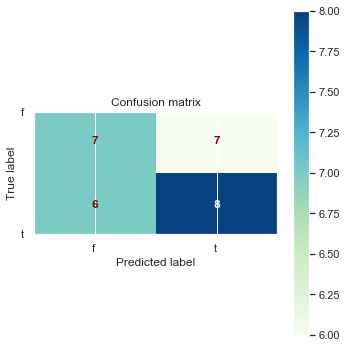 Confusion matrix
f
t
True label
7 7
6 8
f t
Predicted label
8.00
7.75
7.50
7.25
7.00
6.75
6.50
6.25
6.00